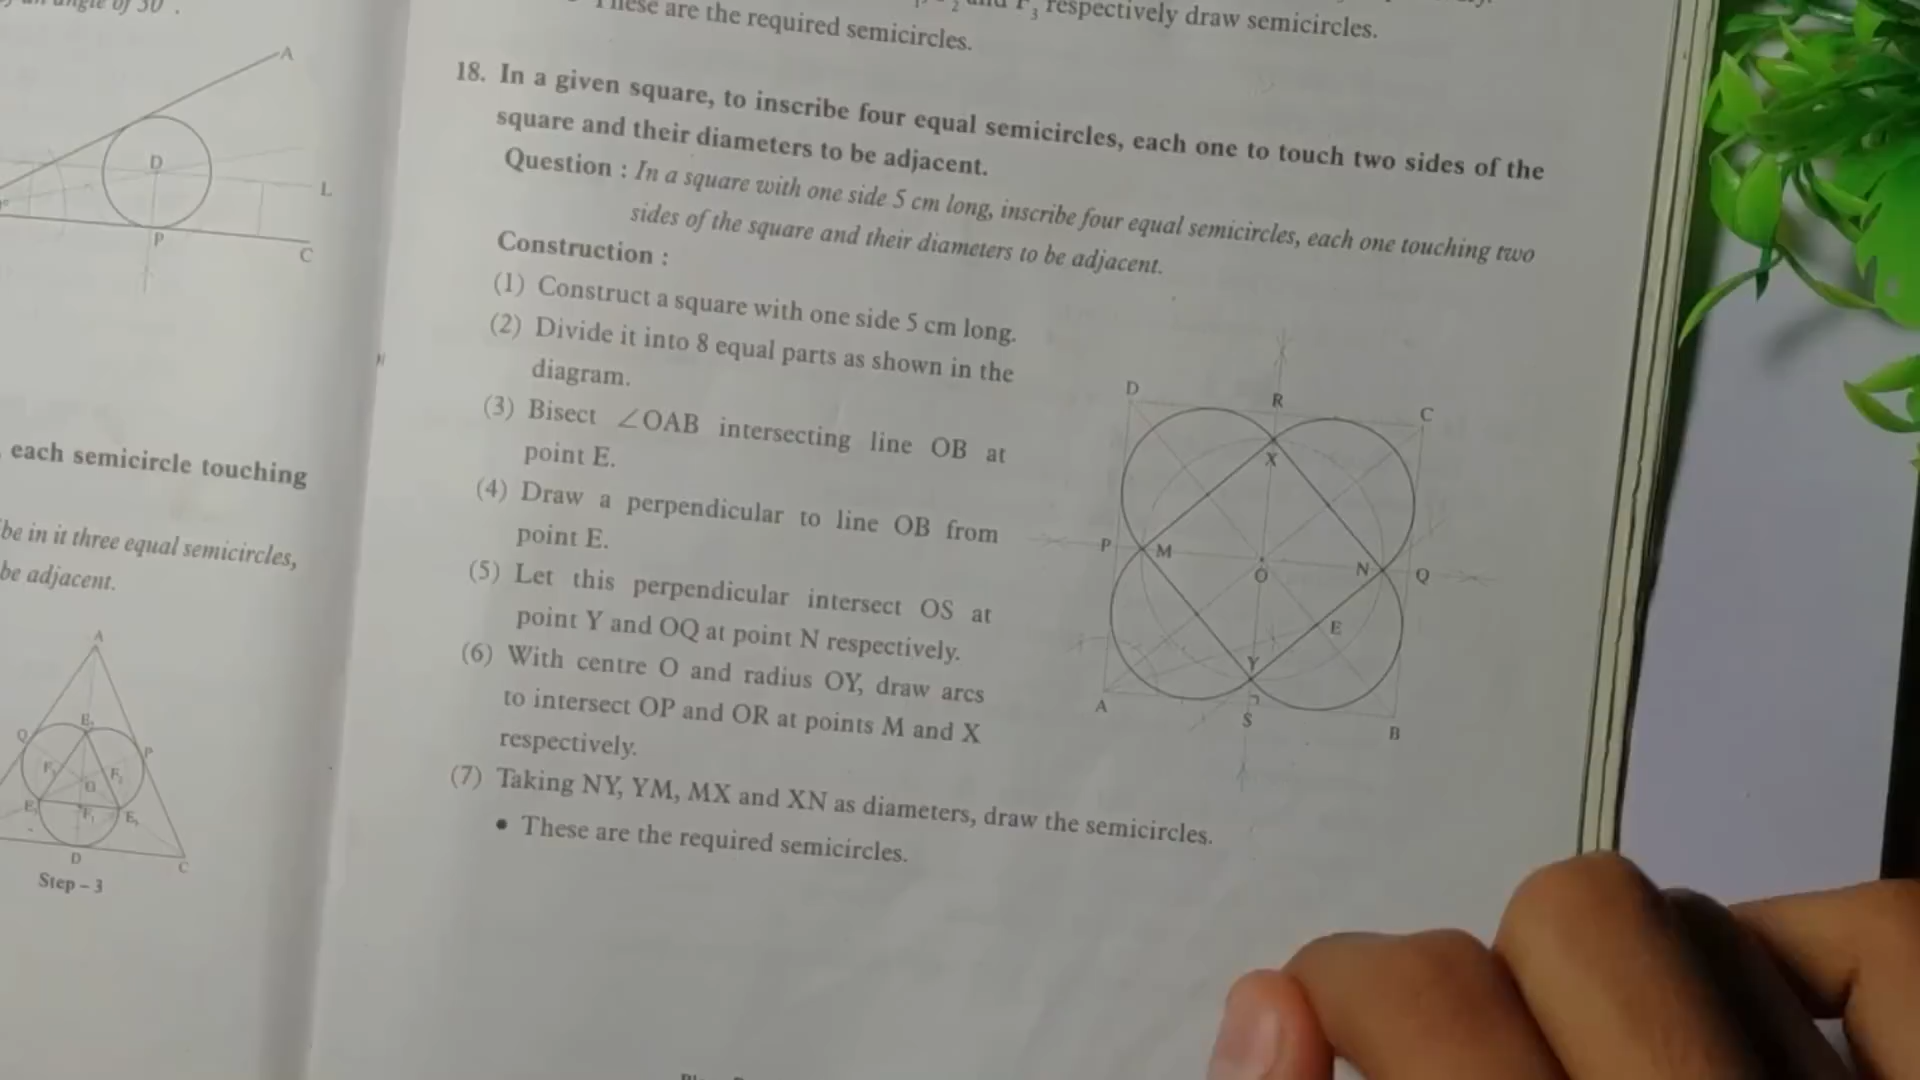 an angle of 30°.
A
D
L
P
C
each semicircle touching
be in it three equal semicircles,
be adjacent.
A
Q
E
P
F
F₂
O
E
F₁
E
D
C
Step – 3
respectively draw semicircles.
These are the required semicircles.
18. In a given square, to inscribe four equal semicircles, each one to touch two sides of the
square and their diameters to be adjacent.
Question : In a square with one side 5 cm long, inscribe four equal semicircles, each one touching two
sides of the square and their diameters to be adjacent.
Construction :
(1) Construct a square with one side 5 cm long.
(2) Divide it into 8 equal parts as shown in the
diagram.
(3) Bisect ∠OAB intersecting line OB at
point E.
(4) Draw a perpendicular to line OB from
point E.
(5) Let this perpendicular intersect OS at
point Y and OQ at point N respectively.
(6) With centre O and radius OY, draw arcs
to intersect OP and OR at points M and X
respectively.
(7) Taking NY, YM, MX and XN as diameters, draw the semicircles.
• These are the required semicircles.
D
R
C
X
P
M
O
N
Q
E
Y
A
S
B